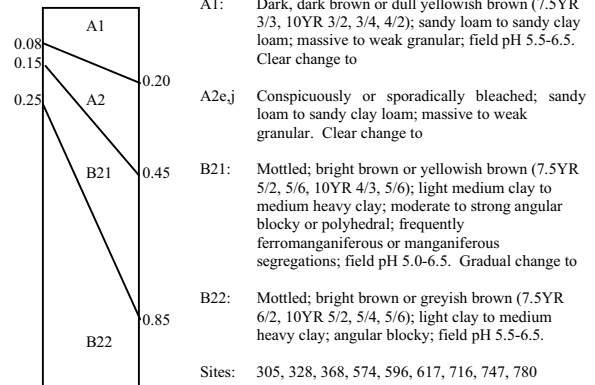 A1
0.08
0.15
0.20
0.25
A2
B21
0.45
0.85
B22
A1: Dark, dark brown or dull yellowish brown (7.5YR
3/3, 10YR 3/2, 3/4, 4/2); sandy loam to sandy clay
loam; massive to weak granular; field pH 5.5-6.5.
Clear change to
A2e,j Conspicuously or sporadically bleached; sandy
loam to sandy clay loam; massive to weak
granular. Clear change to
B21: Mottled; bright brown or yellowish brown (7.5YR
5/2, 5/6, 10YR 4/3, 5/6); light medium clay to
medium heavy clay; moderate to strong angular
blocky or polyhedral; frequently
ferromanganiferous or manganiferous
segregations; field pH 5.0-6.5. Gradual change to
B22: Mottled; bright brown or greyish brown (7.5YR
6/2, 10YR 5/2, 5/4, 5/6); light clay to medium
heavy clay; angular blocky; field pH 5.5-6.5.
Sites: 305, 328, 368, 574, 596, 617, 716, 747, 780